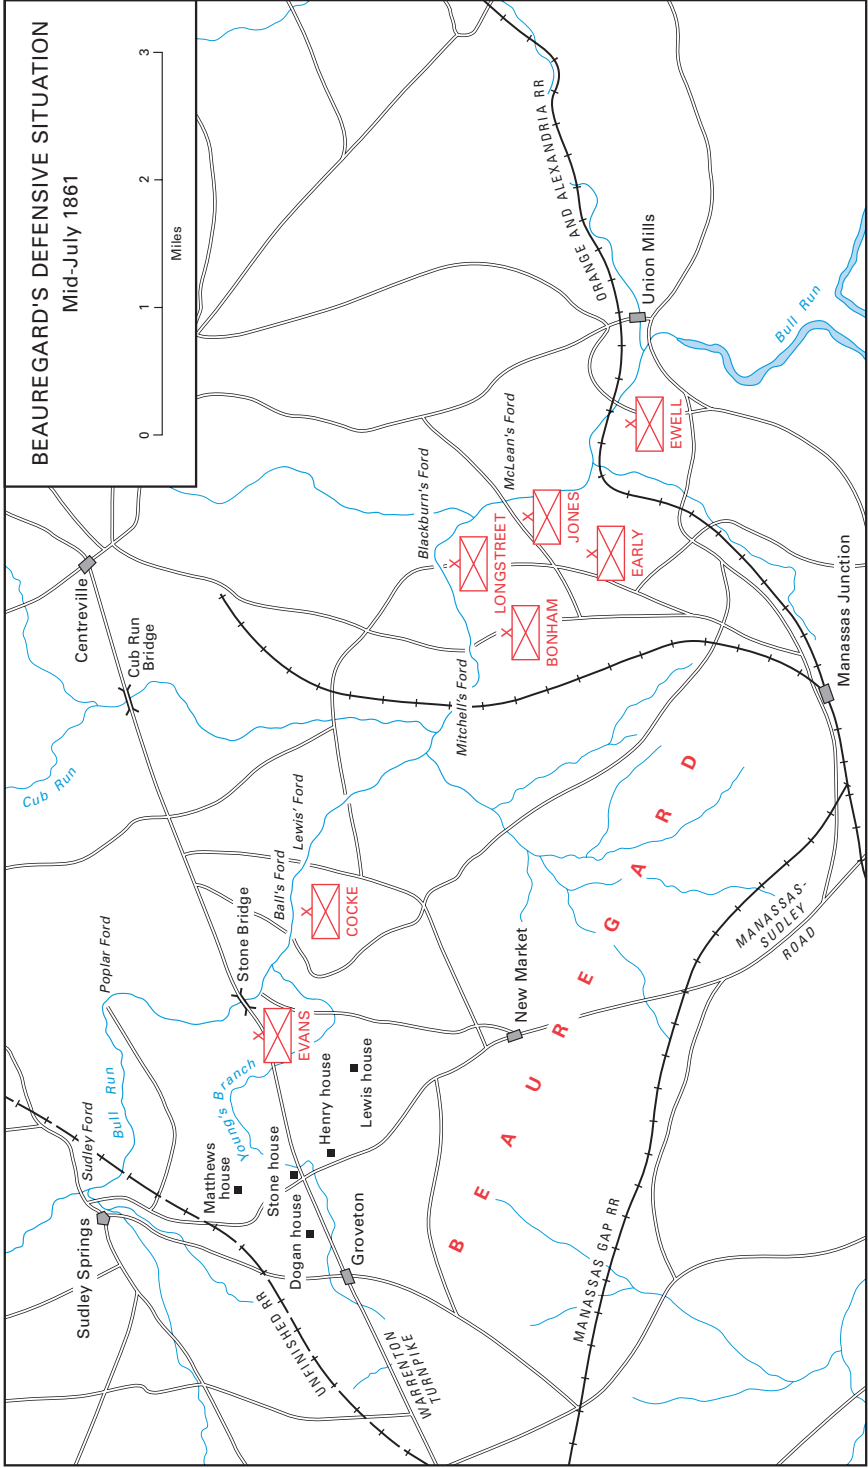 BEAUREGARD'S DEFENSIVE SITUATION
Mid-July 1861
0 1 2 3
Miles
Sudley Springs
Sudley Ford
Bull Run
Poplar Ford
Cub Run
Cub Run
Bridge
Centreville
UNFINISHED RR
Matthews
house
Young's Branch
Stone Bridge
Ball's Ford
Lewis' Ford
X
EVANS
X
COCKE
Stone house
Dogan house
Henry house
Lewis house
Groveton
WARRENTON
TURNPIKE
New Market
Mitchell's Ford
Blackburn's Ford
McLean's Ford
X
LONGSTREET
X
BONHAM
X
JONES
X
EARLY
X
EWELL
ORANGE AND ALEXANDRIA RR
Union Mills
Bull Run
BEAUREGARD
MANASSAS GAP RR
MANASSAS-
SUDLEY
ROAD
Manassas Junction